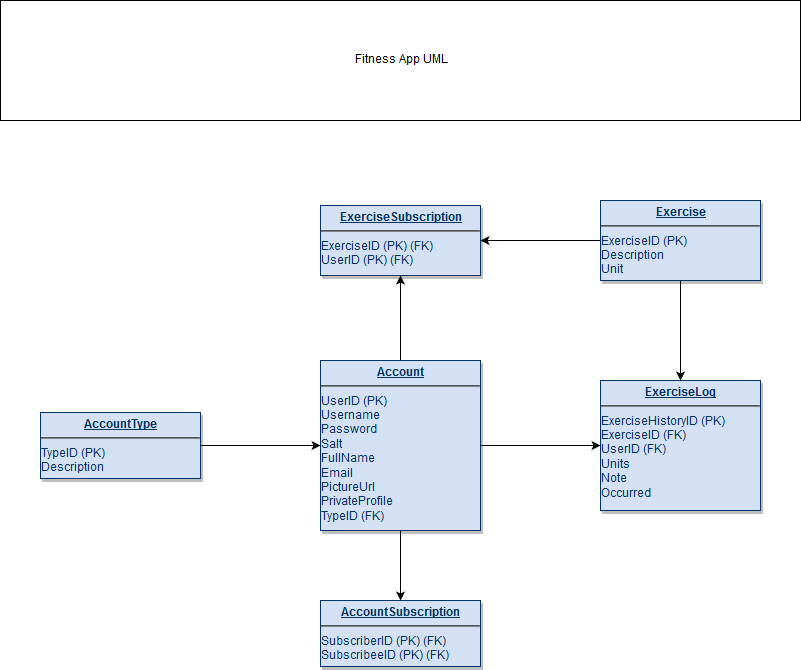 Fitness App UML
ExerciseSubscription
ExerciseID (PK) (FK)
UserID (PK) (FK)
Exercise
ExerciseID (PK)
Description
Unit
Account
UserID (PK)
Username
Password
Salt
FullName
Email
PictureUrl
PrivateProfile
TypeID (FK)
AccountType
TypeID (PK)
Description
ExerciseLog
ExerciseHistoryID (PK)
ExerciseID (FK)
UserID (FK)
Units
Note
Occurred
AccountSubscription
SubscriberID (PK) (FK)
SubscribeeID (PK) (FK)